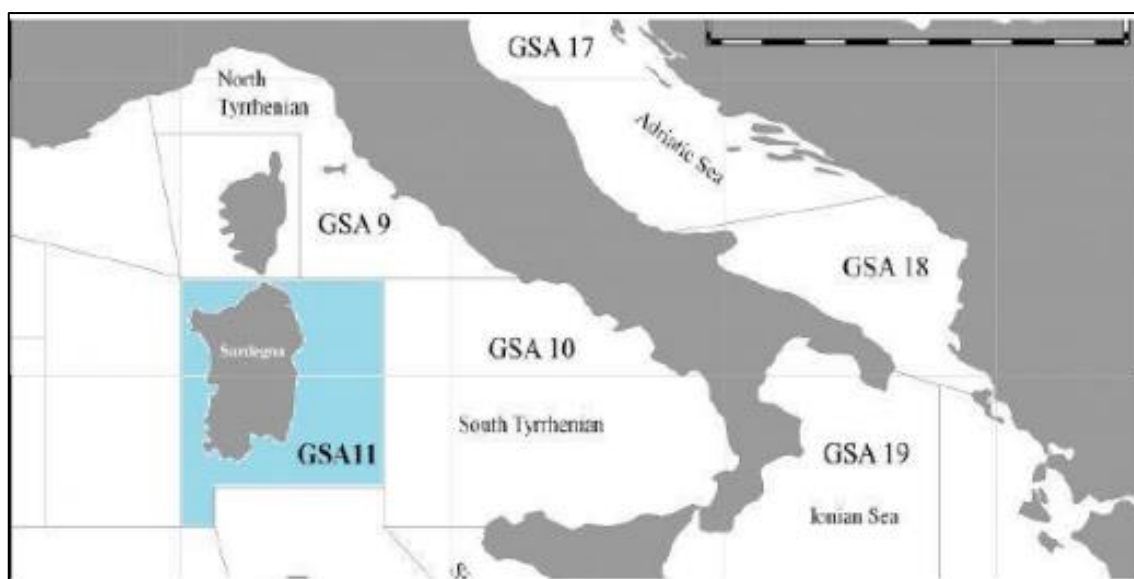 GSA 17
North
Tyrrhenian
Adriatic Sea
GSA 9
GSA 18
Sardegna
GSA 10
South Tyrrhenian
GSA11
GSA 19
Ionian Sea